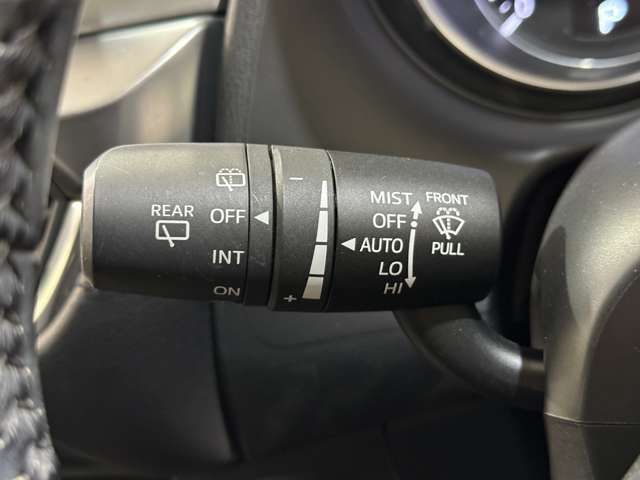 REAR
OFF
INT
ON
−
+
MIST
OFF
AUTO
LO
HI
FRONT
PULL